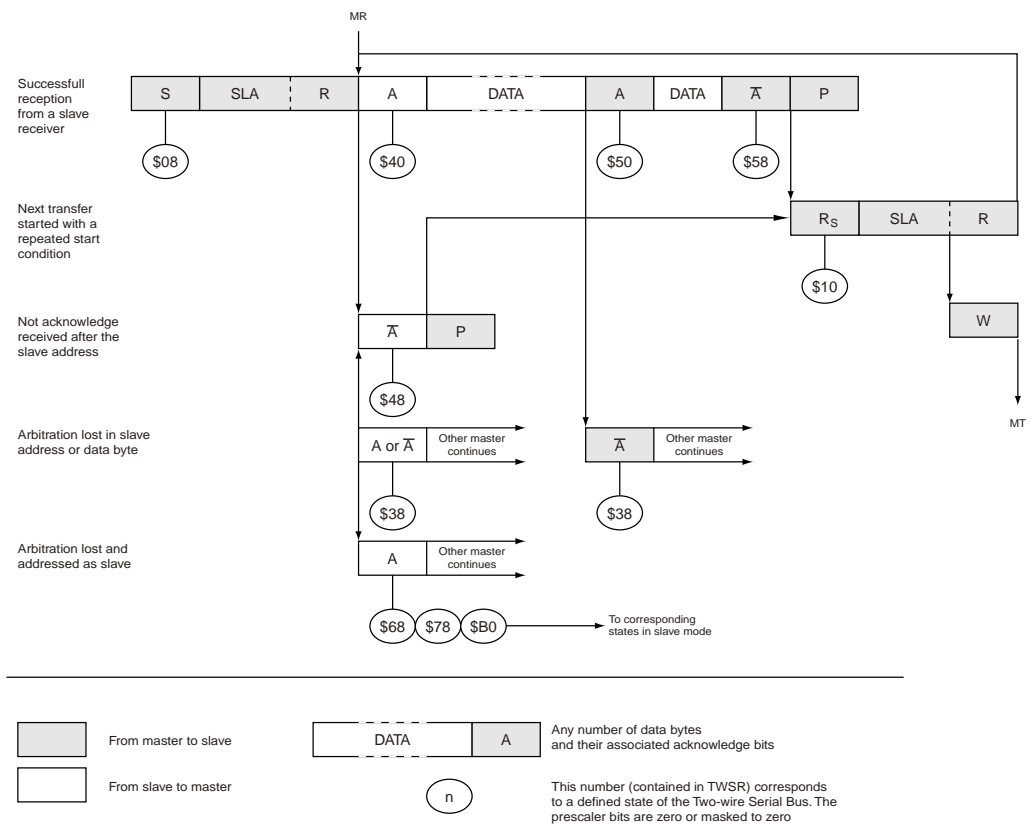 MR
Successfull
reception
from a slave
receiver
S SLA R A DATA A DATA A̅ P
$08 $40 $50 $58
Next transfer
started with a
repeated start
condition
RS SLA R
$10
Not acknowledge
received after the
slave address
A̅ P
W
$48
MT
Arbitration lost in slave
address or data byte
A or A̅
Other master
continues
A̅
Other master
continues
$38 $38
Arbitration lost and
addressed as slave
A
Other master
continues
$68 $78 $B0
To corresponding
states in slave mode
From master to slave
DATA A
Any number of data bytes
and their associated acknowledge bits
From slave to master
n
This number (contained in TWSR) corresponds
to a defined state of the Two-wire Serial Bus. The
prescaler bits are zero or masked to zero